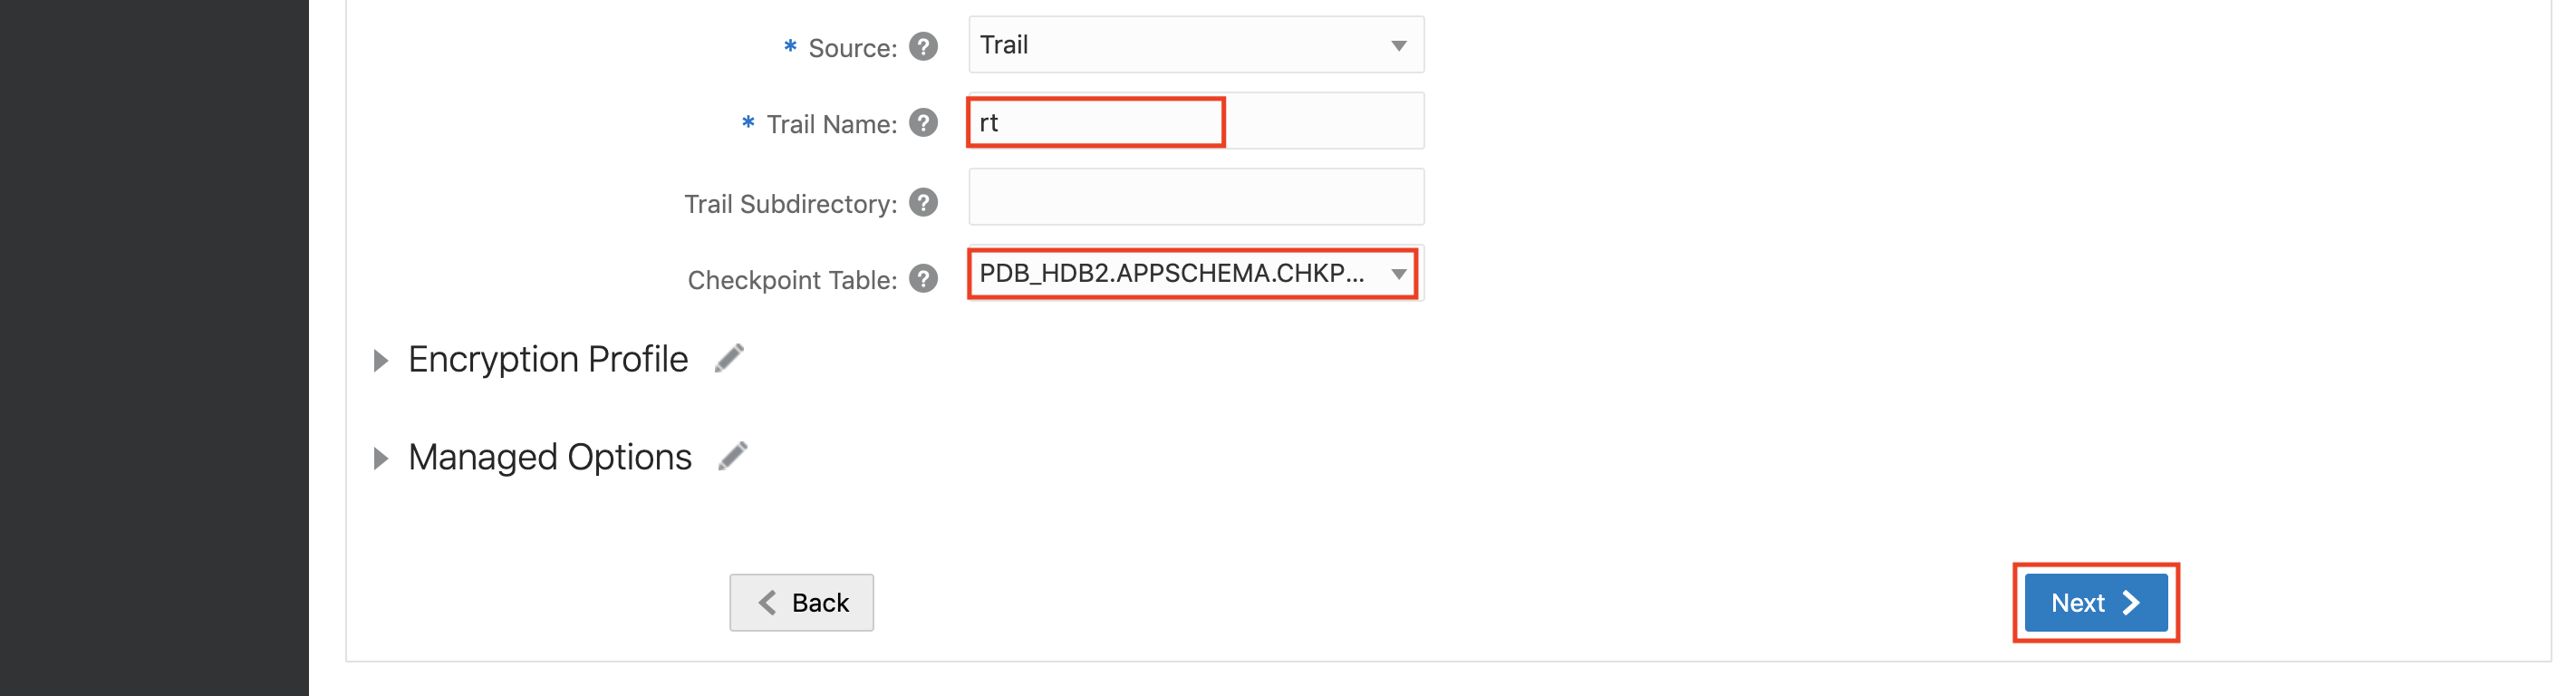 * Source: ? Trail
* Trail Name: ? rt
Trail Subdirectory: ?
Checkpoint Table: ? PDB_HDB2.APPSCHEMA.CHKP...
Encryption Profile
Managed Options
Back
Next